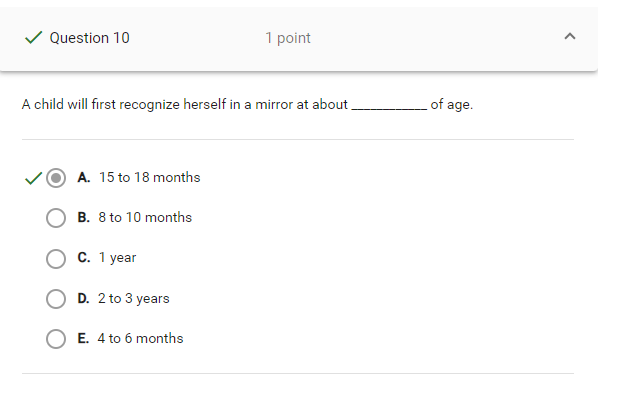 Question 10 1 point
A child will first recognize herself in a mirror at about ____________ of age.
A. 15 to 18 months
B. 8 to 10 months
C. 1 year
D. 2 to 3 years
E. 4 to 6 months